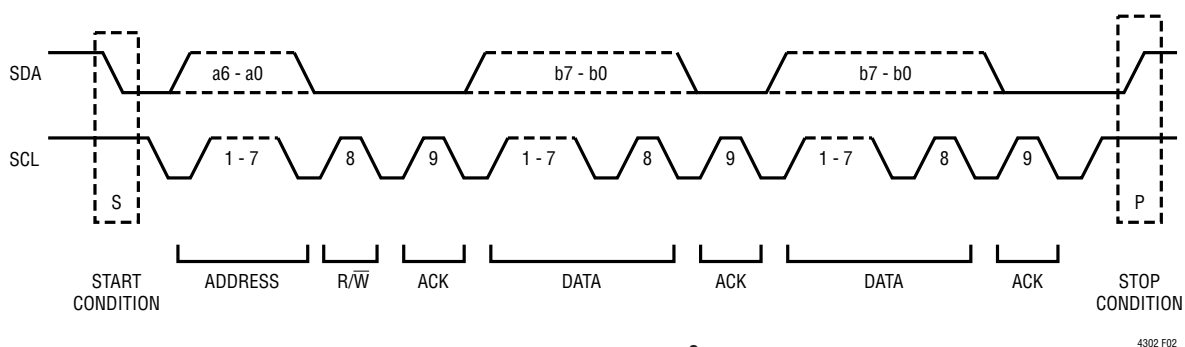 SDA
a6 - a0
b7 - b0
b7 - b0
SCL
1 - 7
8
9
1 - 7
8
9
1 - 7
8
9
S
P
START
CONDITION
ADDRESS
R/W̅
ACK
DATA
ACK
DATA
ACK
STOP
CONDITION
4302 F02